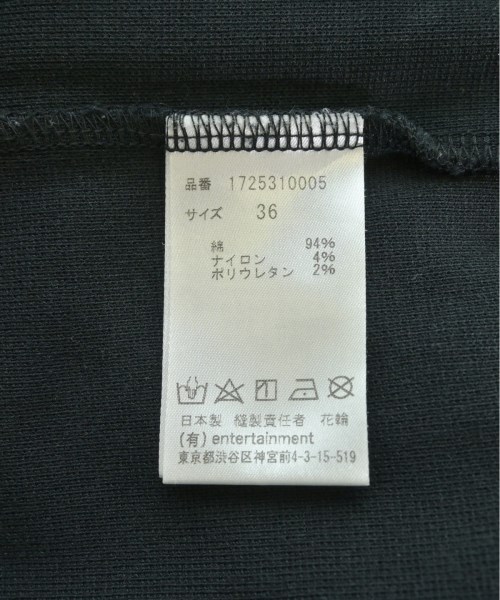 品番 1725310005
サイズ 36
綿 94%
ナイロン 4%
ポリウレタン 2%
日本製 縫製責任者 花輪
(有) entertainment
東京都渋谷区神宮前4-3-15-519